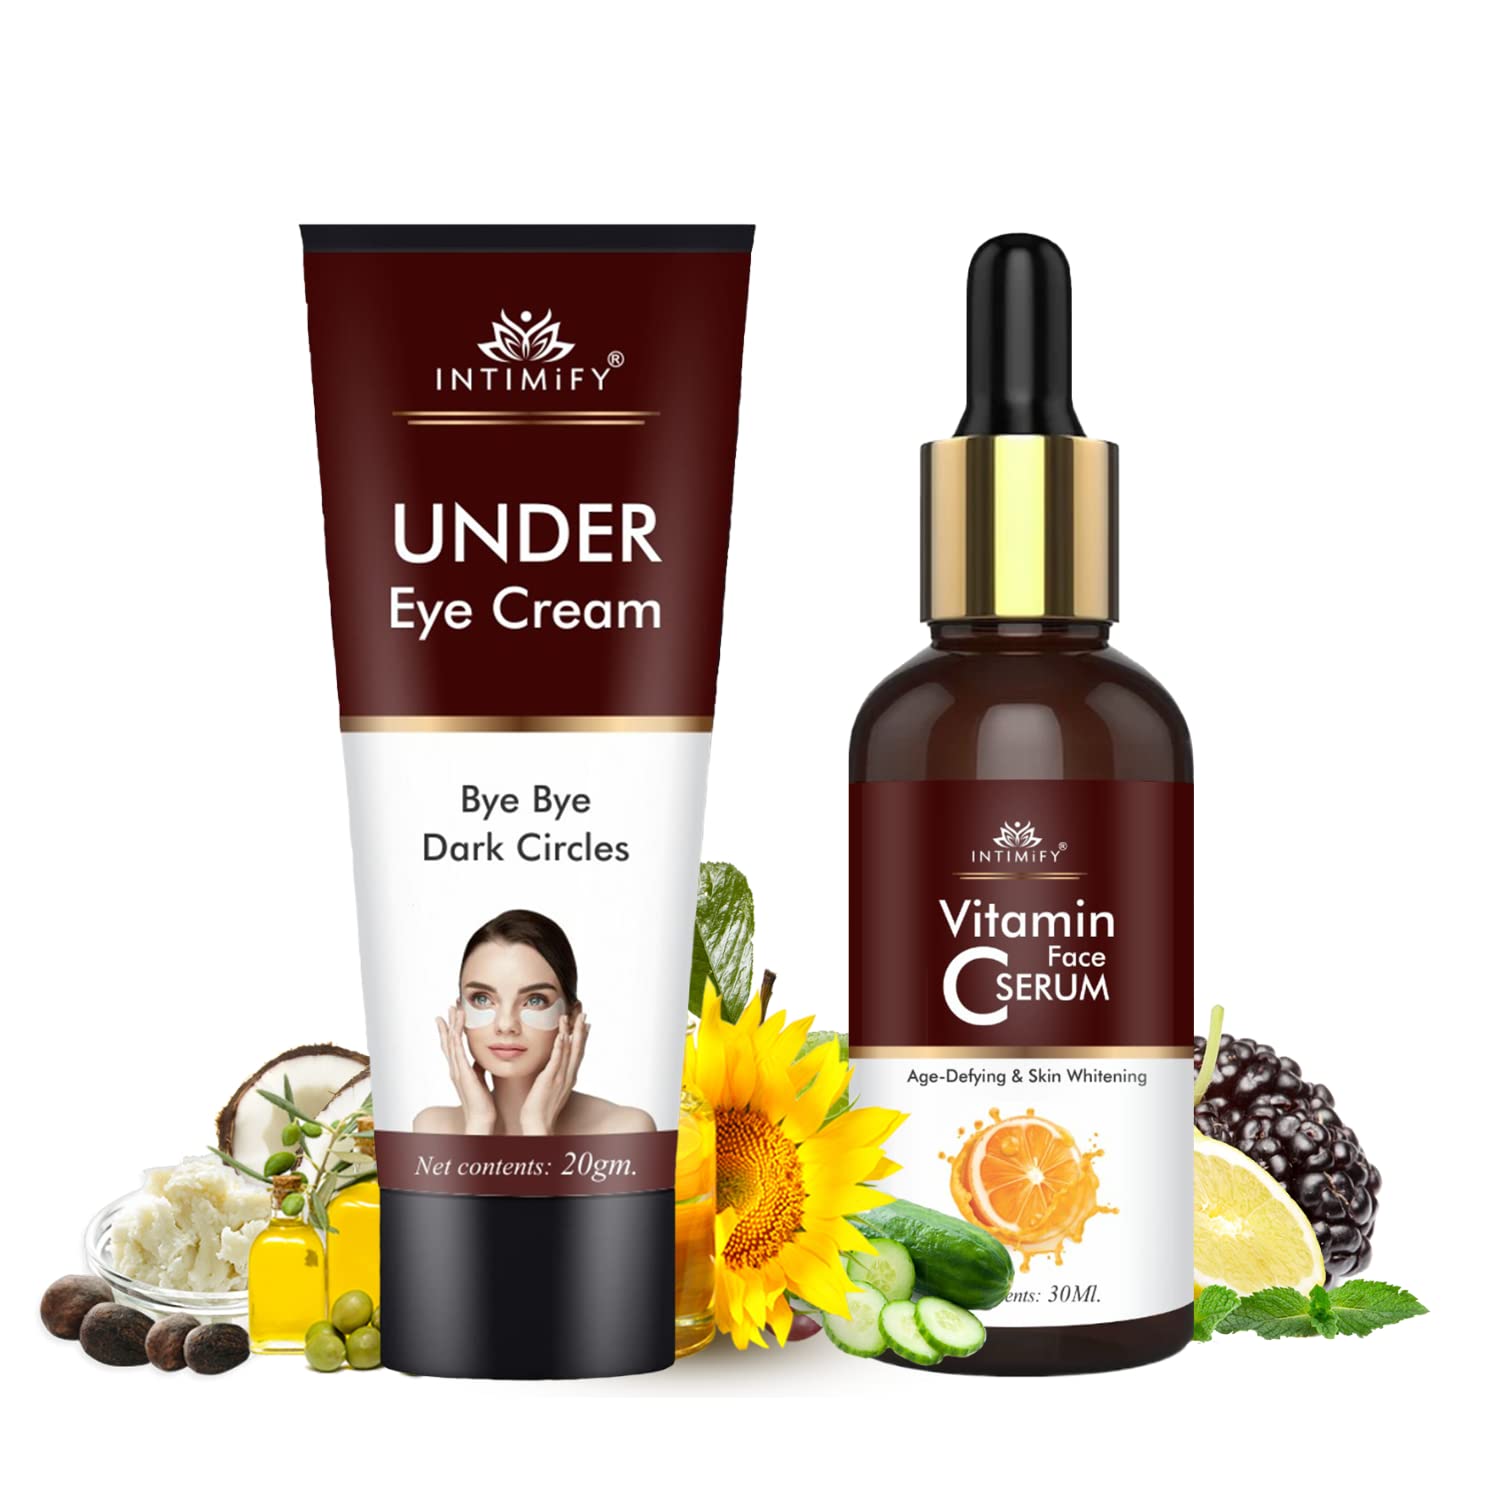 INTIMiFY®
UNDER
Eye Cream
Bye Bye
Dark Circles
Net contents: 20gm.
INTIMiFY®
Vitamin
C Face
SERUM
Age-Defying & Skin Whitening
30Ml.